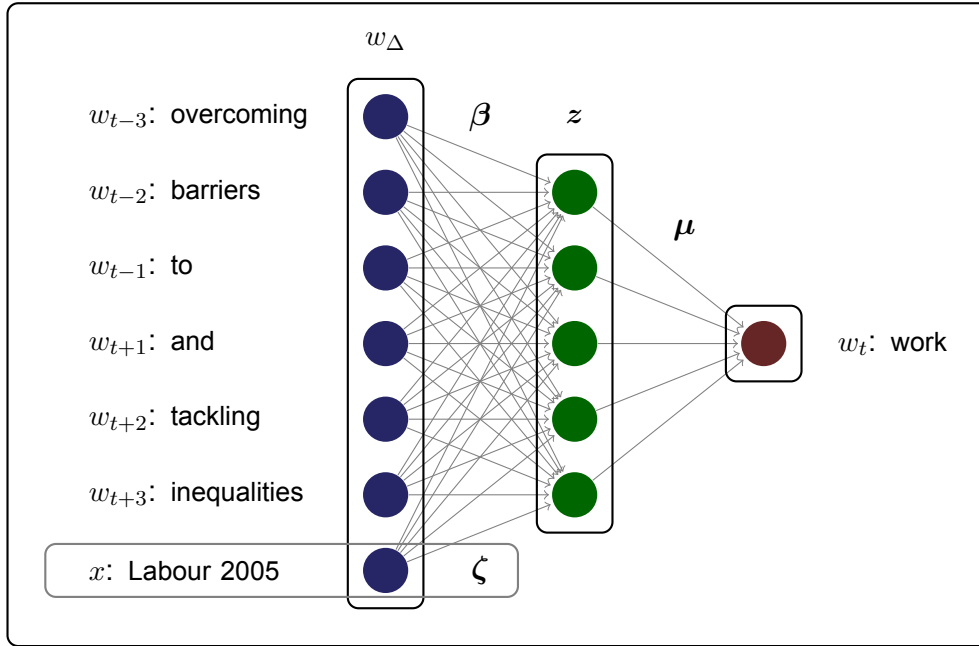 w_Δ
w_{t−3}: overcoming
β z
w_{t−2}: barriers
μ
w_{t−1}: to
w_{t+1}: and
w_t: work
w_{t+2}: tackling
w_{t+3}: inequalities
x: Labour 2005 ζ